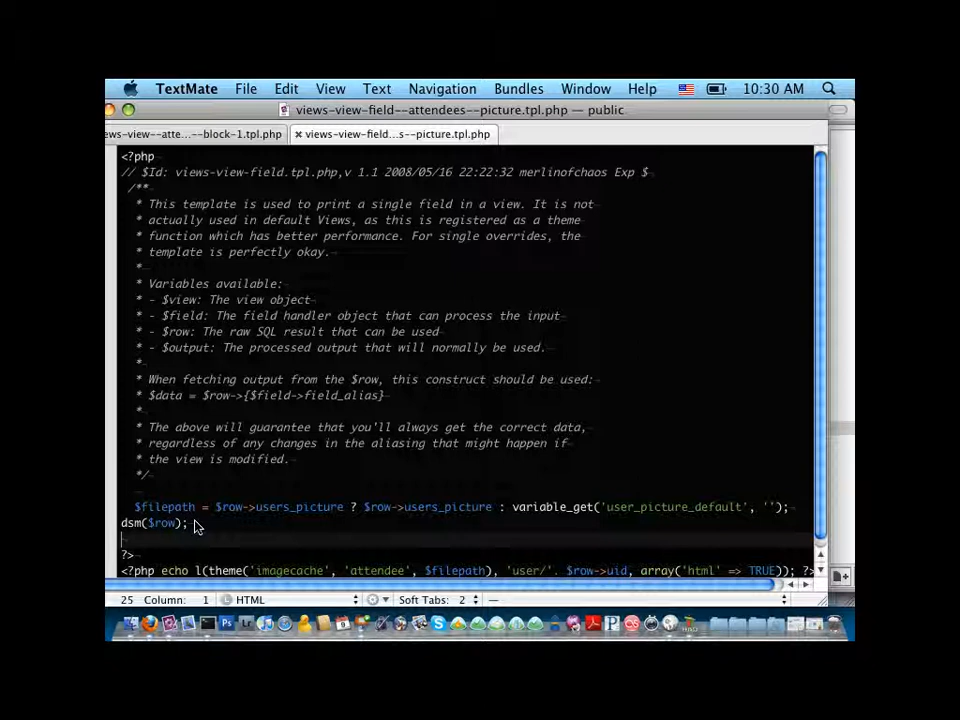 TextMate File Edit View Text Navigation Bundles Window Help 10:30 AM
views-view-field--attendees--picture.tpl.php — public
ws-view--atte...--block-1.tpl.php × views-view-field...s--picture.tpl.php
<?php
// $Id: views-view-field.tpl.php,v 1.1 2008/05/16 22:22:32 merlinofchaos Exp $
/**
* This template is used to print a single field in a view. It is not
* actually used in default Views, as this is registered as a theme
* function which has better performance. For single overrides, the
* template is perfectly okay.
*
* Variables available:
* - $view: The view object
* - $field: The field handler object that can process the input
* - $row: The raw SQL result that can be used
* - $output: The processed output that will normally be used.
*
* When fetching output from the $row, this construct should be used:
* $data = $row->{$field->field_alias}
*
* The above will guarantee that you'll always get the correct data,
* regardless of any changes in the aliasing that might happen if
* the view is modified.
*/
$filepath = $row->users_picture ? $row->users_picture : variable_get('user_picture_default', '');
dsm($row);
?>
<?php echo l(theme('imagecache', 'attendee', $filepath), 'user/'. $row->uid, array('html' => TRUE)); ?>
25 Column: 1 L HTML Soft Tabs: 2 —
Ps Lr